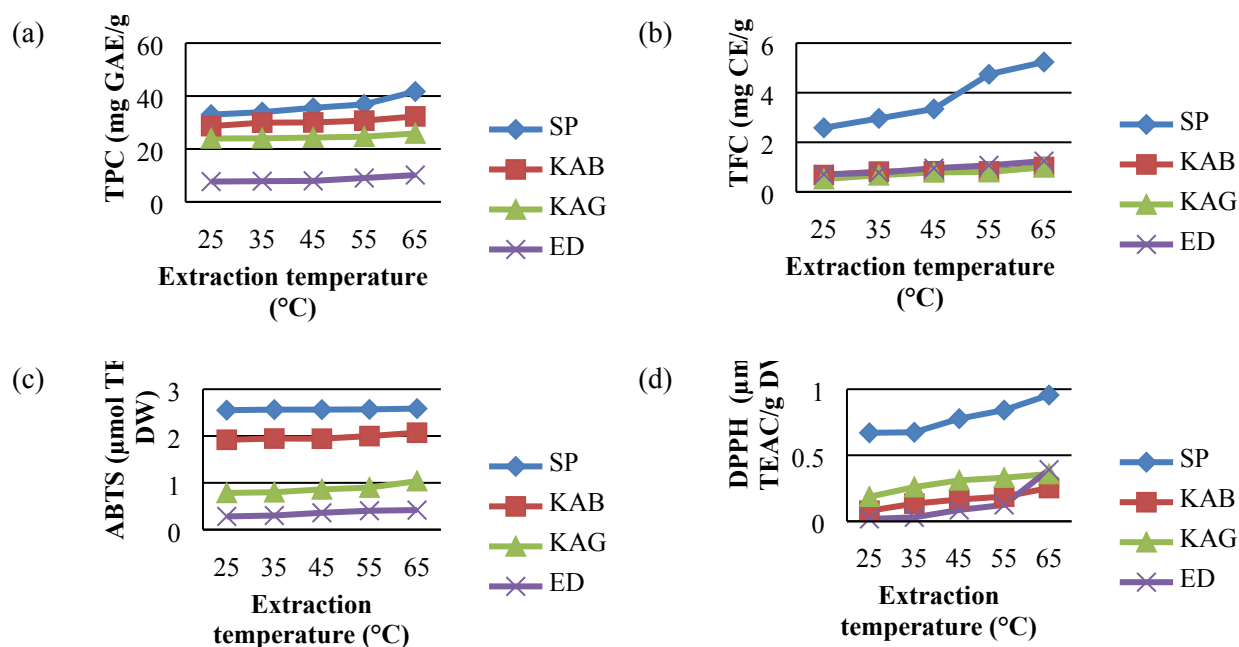 (a)
TPC (mg GAE/g
60
40
20
0
25 35 45 55 65
Extraction temperature
(°C)
SP
KAB
KAG
ED
(b)
TFC (mg CE/g
6
4
2
0
25 35 45 55 65
Extraction temperature
(°C)
SP
KAB
KAG
ED
(c)
ABTS (µmol
DW)
3
2
1
0
25 35 45 55 65
Extraction
temperature (°C)
SP
KAB
KAG
ED
(d)
DPPH
TEAC/g
1
0.5
0
25 35 45 55 65
Extraction
temperature (°C)
SP
KAB
KAG
ED